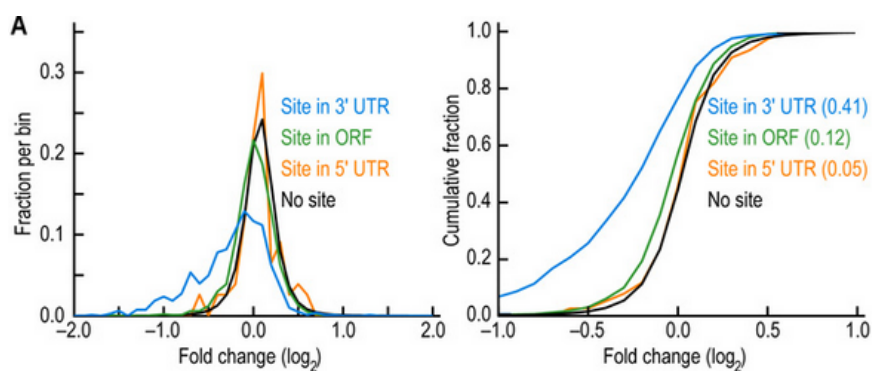 A
Fraction per bin
0.3
0.2
0.1
0.0
Site in 3' UTR
Site in ORF
Site in 5' UTR
No site
−2.0
−1.0
0.0
1.0
2.0
Fold change (log2)
Cumulative fraction
1.0
0.8
0.6
0.4
0.2
0.0
Site in 3' UTR (0.41)
Site in ORF (0.12)
Site in 5' UTR (0.05)
No site
−1.0
−0.5
0.0
0.5
1.0
Fold change (log2)